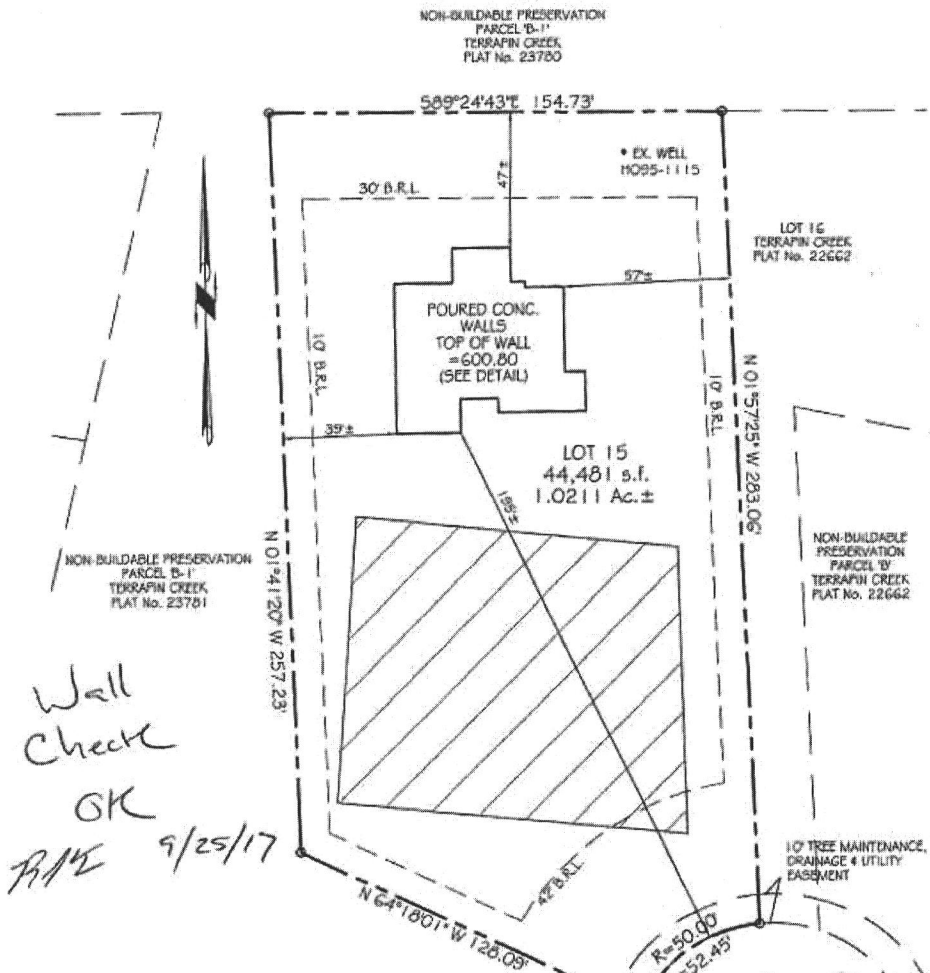 NON-BUILDABLE PRESERVATION
PARCEL 'B-1'
TERRAPIN CREEK
PLAT No. 23780
S89°24'43"E 154.73'
• EX. WELL
HO95-1115
47'±
30' B.R.L.
LOT 16
TERRAPIN CREEK
PLAT No. 22662
57'±
POURED CONC.
WALLS
TOP OF WALL
=600.80
(SEE DETAIL)
10' B.R.L.
10' B.R.L.
N 01°57'25" W 283.06'
39'±
LOT 15
44,481 s.f.
1.0211 Ac.±
NON-BUILDABLE PRESERVATION
PARCEL 'B-1'
TERRAPIN CREEK
PLAT No. 23781
N 01°41'20" W 257.23'
NON-BUILDABLE
PRESERVATION
PARCEL 'B'
TERRAPIN CREEK
PLAT No. 22662
Wall
Check
OK
9/25/17
10' TREE MAINTENANCE,
DRAINAGE & UTILITY
EASEMENT
42' B.R.L.
N 64°18'01" W 128.09'
R=50.00'
52.45'